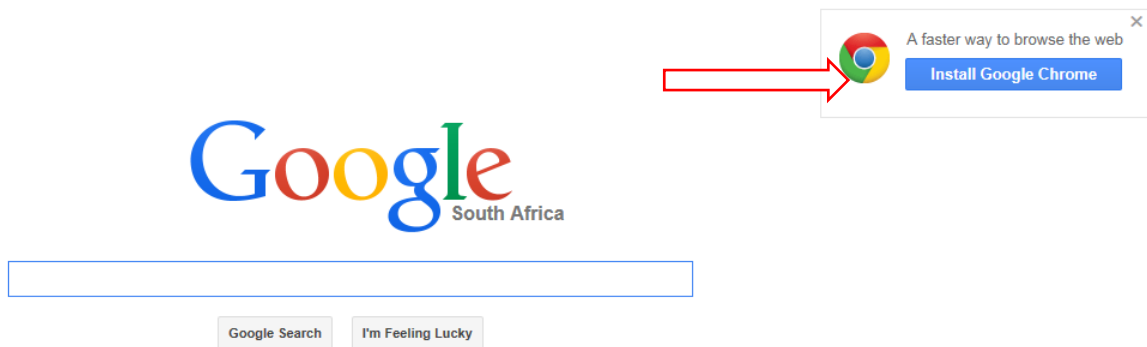 A faster way to browse the web
Install Google Chrome
Google
South Africa
Google Search
I'm Feeling Lucky